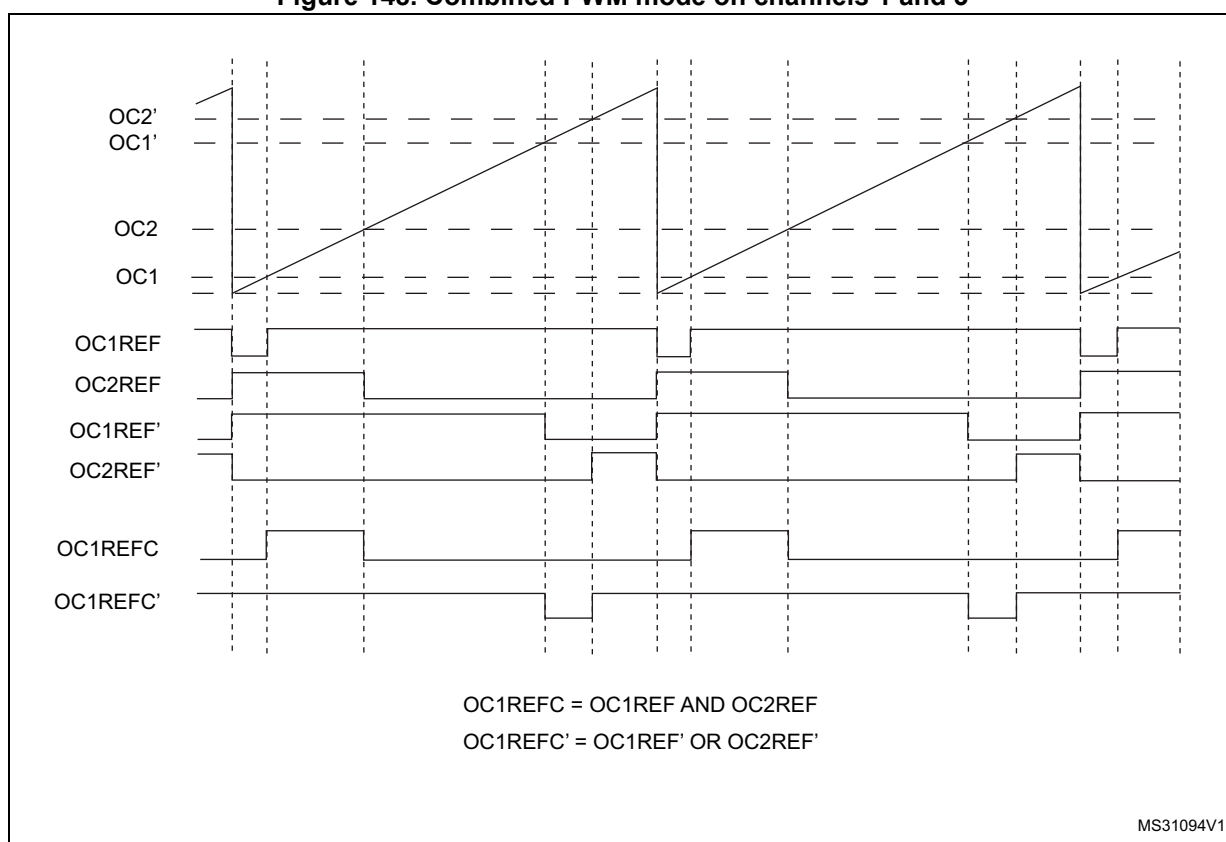 OC2’
OC1’
OC2
OC1
OC1REF
OC2REF
OC1REF’
OC2REF’
OC1REFC
OC1REFC’
OC1REFC = OC1REF AND OC2REF
OC1REFC’ = OC1REF’ OR OC2REF’
MS31094V1